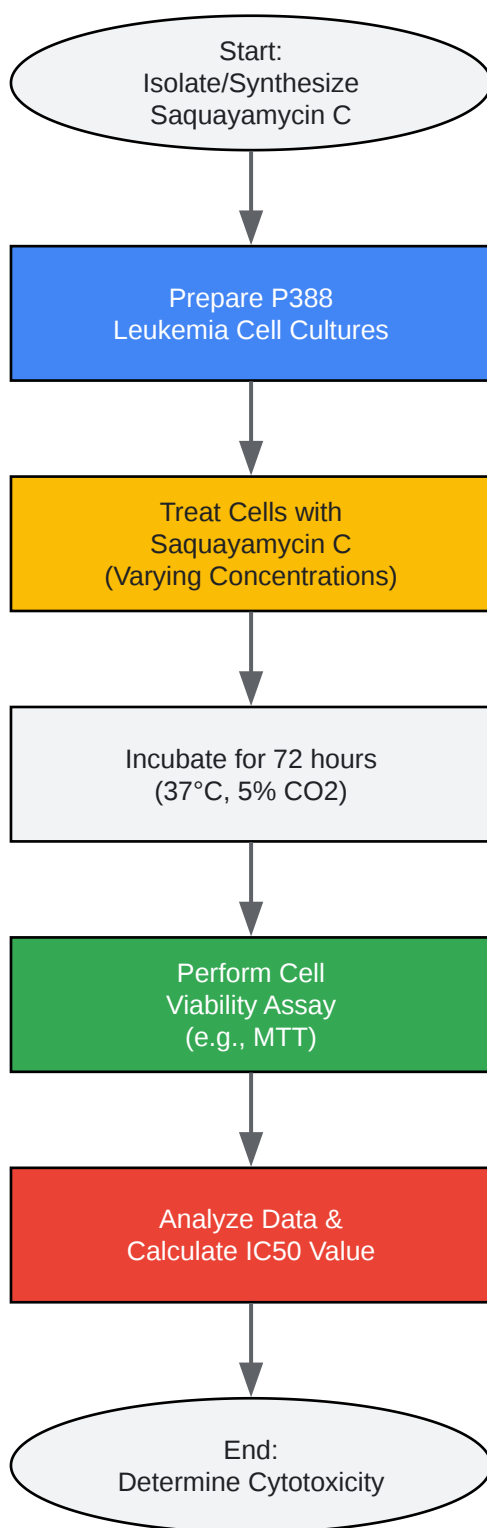 Start:
Isolate/Synthesize
Saquayamycin C
Prepare P388
Leukemia Cell Cultures
Treat Cells with
Saquayamycin C
(Varying Concentrations)
Incubate for 72 hours
(37°C, 5% CO2)
Perform Cell
Viability Assay
(e.g., MTT)
Analyze Data &
Calculate IC50 Value
End:
Determine Cytotoxicity